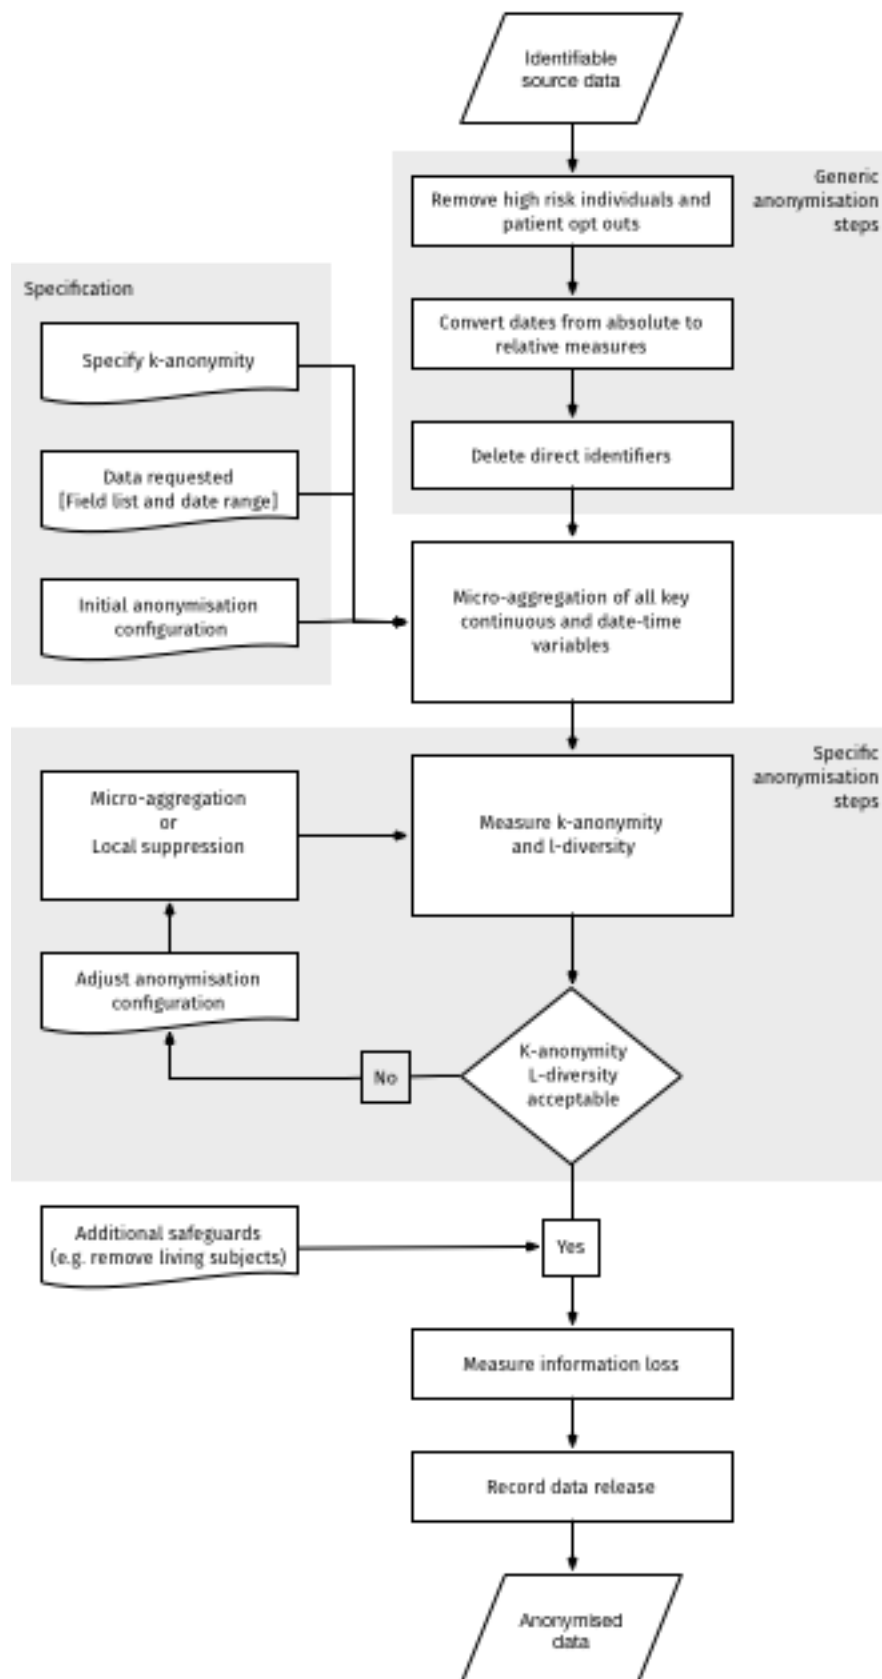 Identifiable
source data
Generic
anonymisation
steps
Remove high risk individuals and
patient opt outs
Convert dates from absolute to
relative measures
Delete direct identifiers
Specification
Specify k-anonymity
Data requested
[Field list and date range]
Initial anonymisation
configuration
Micro-aggregation of all key
continuous and date-time
variables
Specific
anonymisation
steps
Micro-aggregation
or
Local suppression
Measure k-anonymity
and l-diversity
Adjust anonymisation
configuration
No
K-anonymity
L-diversity
acceptable
Additional safeguards
(e.g. remove living subjects)
Yes
Measure information loss
Record data release
Anonymised
data